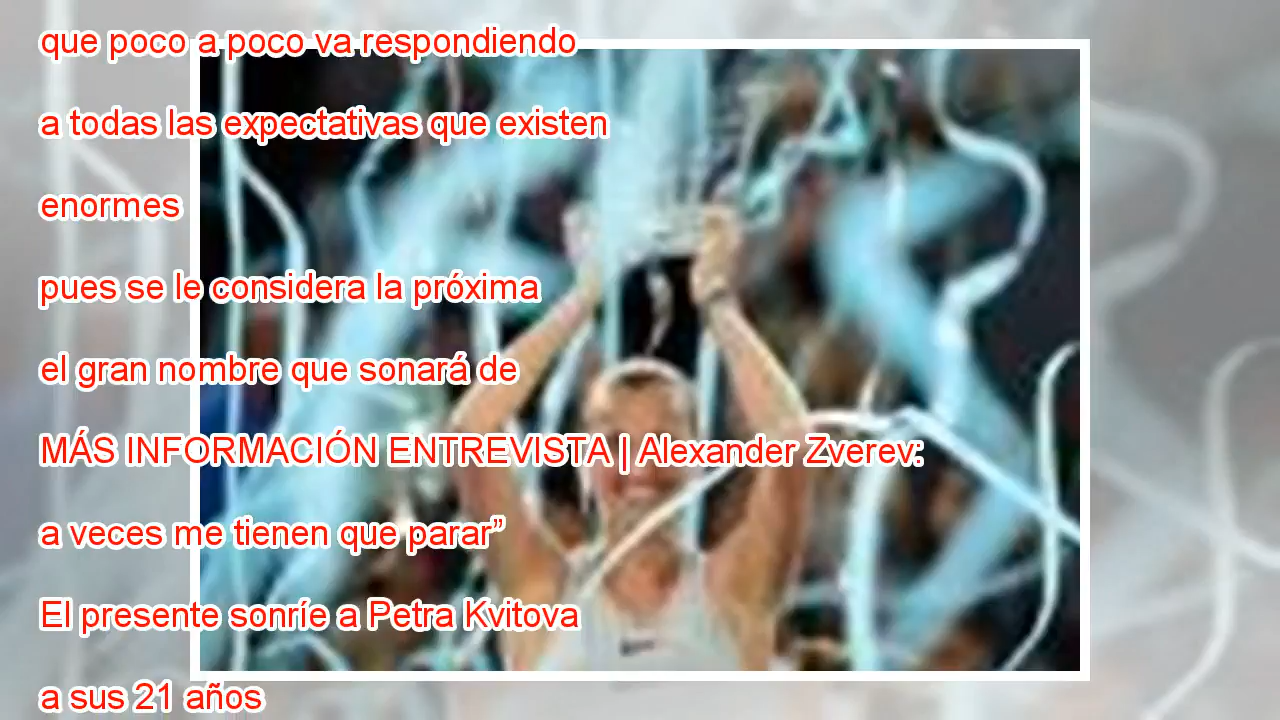 que poco a poco va respondiendo
a todas las expectativas que existen
enormes
pues se le considera la próxima
el gran nombre que sonará de
MÁS INFORMACIÓN ENTREVISTA | Alexander Zverev:
a veces me tienen que parar”
El presente sonríe a Petra Kvitova
a sus 21 años